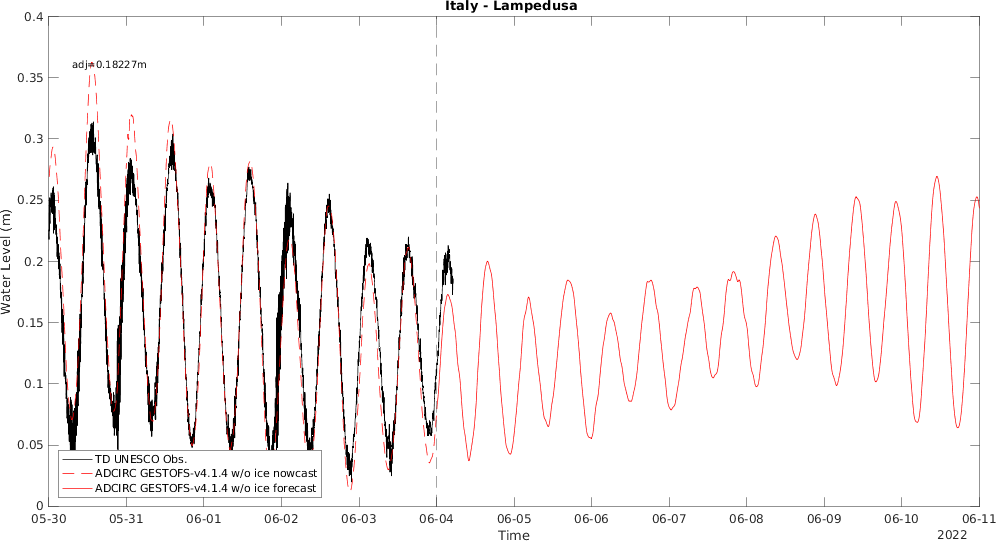 Italy - Lampedusa
0.4
0.35
0.3
0.25
0.2
0.15
0.1
0.05
0
Water Level (m)
adj=0.18227m
TD UNESCO Obs.
ADCIRC GESTOFS-v4.1.4 w/o ice nowcast
ADCIRC GESTOFS-v4.1.4 w/o ice forecast
05-30 05-31 06-01 06-02 06-03 06-04 06-05 06-06 06-07 06-08 06-09 06-10 06-11
Time
2022